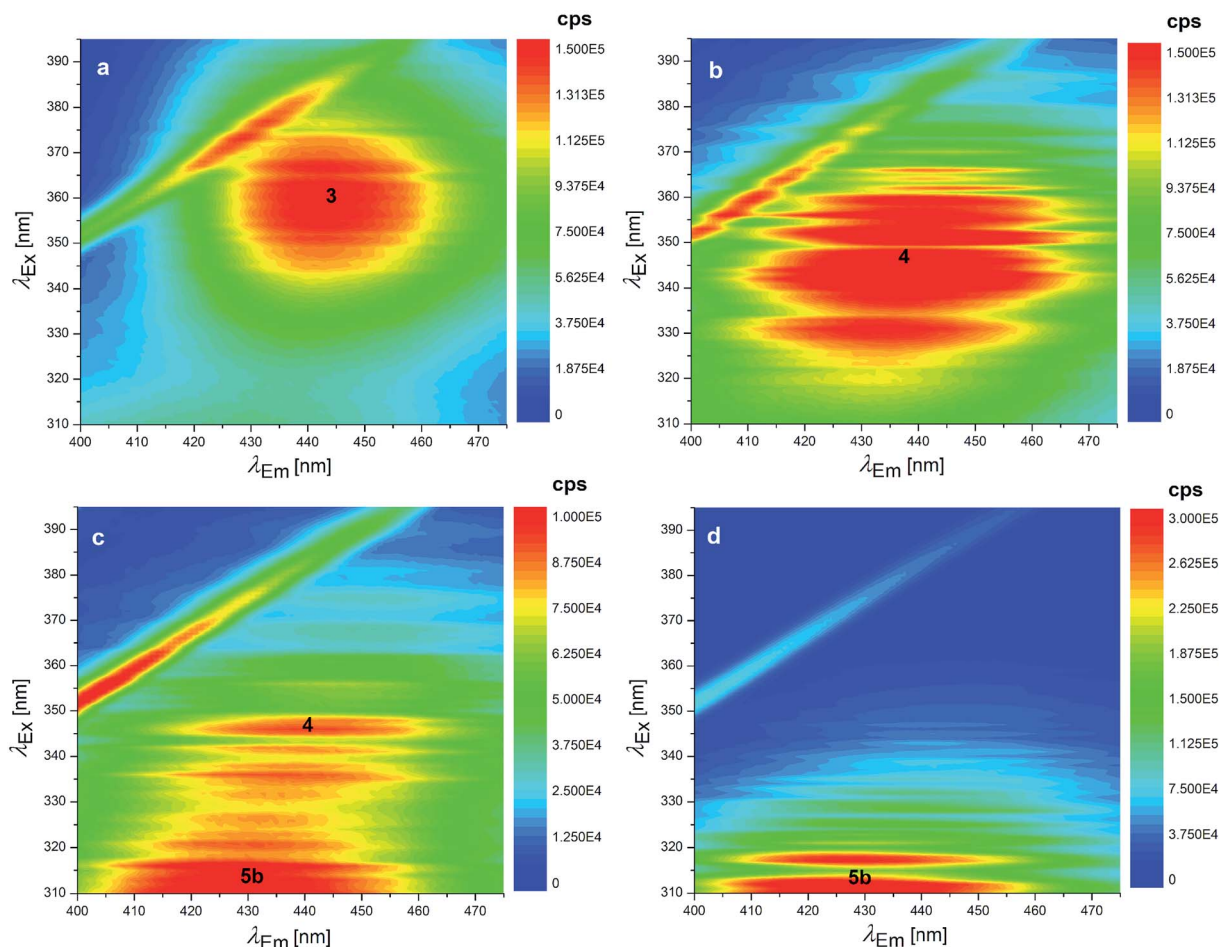 cps
a
3
1.500E5
1.313E5
1.125E5
9.375E4
7.500E4
5.625E4
3.750E4
1.875E4
0
390
380
370
360
350
340
330
320
310
λEx [nm]
400 410 420 430 440 450 460 470
λEm [nm]
cps
b
4
1.500E5
1.313E5
1.125E5
9.375E4
7.500E4
5.625E4
3.750E4
1.875E4
0
390
380
370
360
350
340
330
320
310
λEx [nm]
400 410 420 430 440 450 460 470
λEm [nm]
cps
c
4
5b
1.000E5
8.750E4
7.500E4
6.250E4
5.000E4
3.750E4
2.500E4
1.250E4
0
390
380
370
360
350
340
330
320
310
λEx [nm]
400 410 420 430 440 450 460 470
λEm [nm]
cps
d
5b
3.000E5
2.625E5
2.250E5
1.875E5
1.500E5
1.125E5
7.500E4
3.750E4
0
390
380
370
360
350
340
330
320
310
λEx [nm]
400 410 420 430 440 450 460 470
λEm [nm]